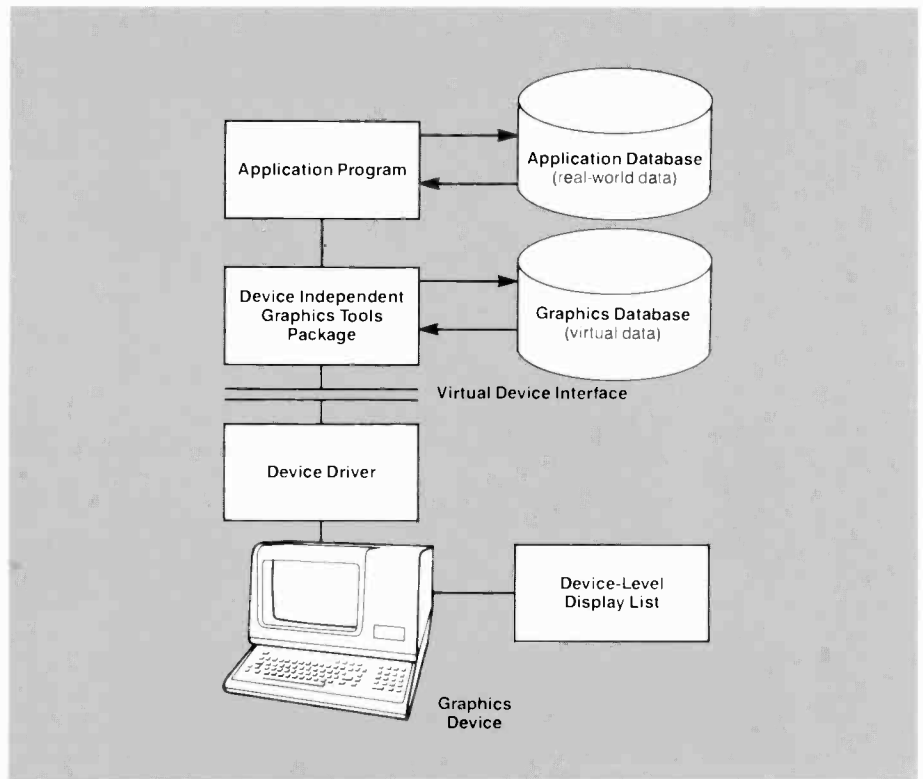 Application Program
Application Database
(real-world data)
Device Independent
Graphics Tools
Package
Graphics Database
(virtual data)
Virtual Device Interface
Device Driver
Device-Level
Display List
Graphics
Device